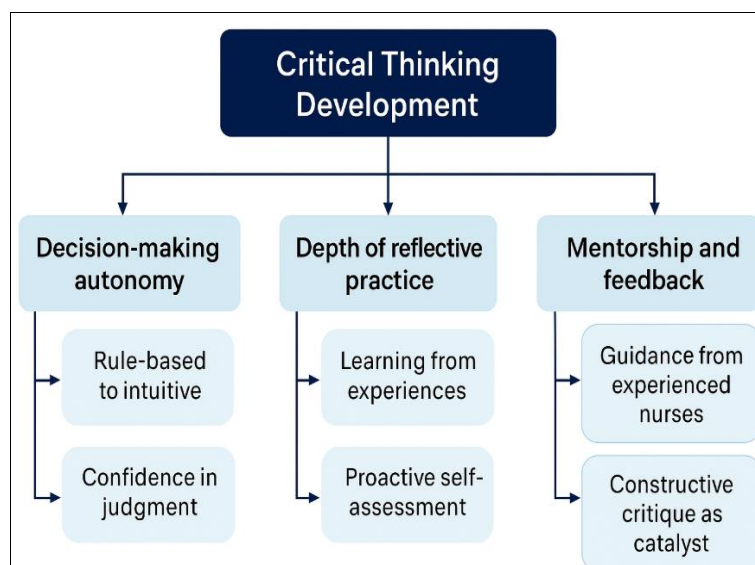 Critical Thinking
Development
Decision-making
autonomy
Rule-based
to intuitive
Confidence in
judgment
Depth of reflective
practice
Learning from
experiences
Proactive self-
assessment
Mentorship and
feedback
Guidance from
experienced
nurses
Constructive
critique as
catalyst